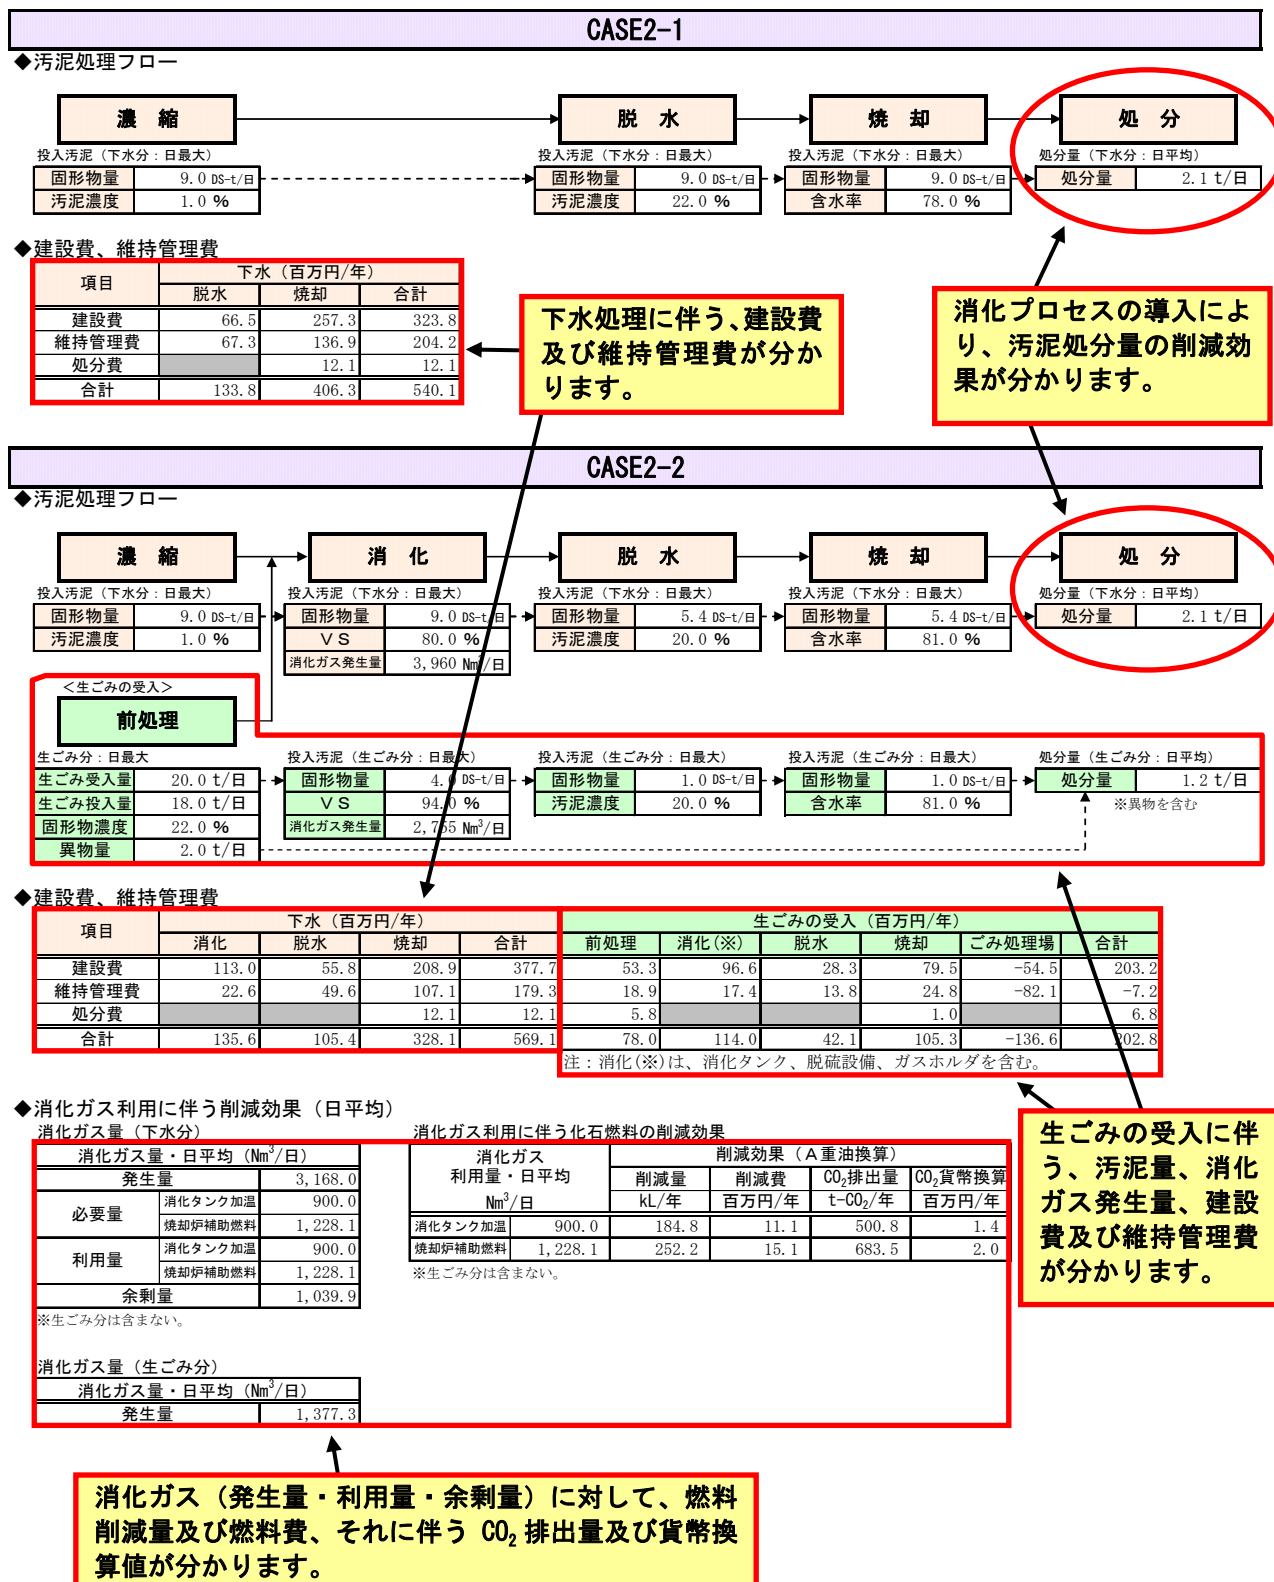 CASE2-1
◆汚泥処理フロー
濃 縮 脱 水 焼 却 処 分
投入汚泥（下水分：日最大） 投入汚泥（下水分：日最大） 投入汚泥（下水分：日最大） 処分量（下水分：日平均）
固形物量 9.0 DS-t/日 固形物量 9.0 DS-t/日 固形物量 9.0 DS-t/日 処分量 2.1 t/日
汚泥濃度 1.0 % 汚泥濃度 22.0 % 含水率 78.0 %
◆建設費、維持管理費
項目 下水（百万円/年）
脱水 焼却 合計
建設費 66.5 257.3 323.8
維持管理費 67.3 136.9 204.2
処分費 12.1 12.1
合計 133.8 406.3 540.1
下水処理に伴う、建設費
及び維持管理費が分か
ります。
消化プロセスの導入によ
り、汚泥処分量の削減効
果が分かります。
CASE2-2
◆汚泥処理フロー
濃 縮 消 化 脱 水 焼 却 処 分
投入汚泥（下水分：日最大） 投入汚泥（下水分：日最大） 投入汚泥（下水分：日最大） 投入汚泥（下水分：日最大） 処分量（下水分：日平均）
固形物量 9.0 DS-t/日 固形物量 9.0 DS-t/日 固形物量 5.4 DS-t/日 固形物量 5.4 DS-t/日 処分量 2.1 t/日
汚泥濃度 1.0 % ＶＳ 80.0 % 汚泥濃度 20.0 % 含水率 81.0 %
消化ガス発生量 3,960 Nm³/日
＜生ごみの受入＞
前処理
生ごみ分：日最大 投入汚泥（生ごみ分：日最大） 投入汚泥（生ごみ分：日最大） 投入汚泥（生ごみ分：日最大） 処分量（生ごみ分：日平均）
生ごみ受入量 20.0 t/日 固形物量 4.0 DS-t/日 固形物量 1.0 DS-t/日 固形物量 1.0 DS-t/日 処分量 1.2 t/日
生ごみ投入量 18.0 t/日 ＶＳ 94.0 % 汚泥濃度 20.0 % 含水率 81.0 % ※異物を含む
固形物濃度 22.0 % 消化ガス発生量 2,755 Nm³/日
異物量 2.0 t/日
◆建設費、維持管理費
項目 下水（百万円/年） 生ごみの受入（百万円/年）
消化 脱水 焼却 合計 前処理 消化(※) 脱水 焼却 ごみ処理場 合計
建設費 113.0 55.8 208.9 377.7 53.3 96.6 28.3 79.5 -54.5 203.2
維持管理費 22.6 49.6 107.1 179.3 18.9 17.4 13.8 24.8 -82.1 -7.2
処分費 12.1 12.1 5.8 1.0 6.8
合計 135.6 105.4 328.1 569.1 78.0 114.0 42.1 105.3 -136.6 202.8
注：消化(※)は、消化タンク、脱硫設備、ガスホルダを含む。
◆消化ガス利用に伴う削減効果（日平均）
消化ガス量（下水分） 消化ガス利用に伴う化石燃料の削減効果
消化ガス量・日平均（Nm³/日）
発生量 3,168.0
必要量 消化タンク加温 900.0
焼却炉補助燃料 1,228.1
利用量 消化タンク加温 900.0
焼却炉補助燃料 1,228.1
余剰量 1,039.9
※生ごみ分は含まない。
消化ガス 削減効果（Ａ重油換算）
利用量・日平均 削減量 削減費 CO₂排出量 CO₂貨幣換算
Nm³/日 kL/年 百万円/年 t-CO₂/年 百万円/年
消化タンク加温 900.0 184.8 11.1 500.8 1.4
焼却炉補助燃料 1,228.1 252.2 15.1 683.5 2.0
※生ごみ分は含まない。
生ごみの受入に伴
う、汚泥量、消化
ガス発生量、建設
費及び維持管理費
が分かります。
消化ガス量（生ごみ分）
消化ガス量・日平均（Nm³/日）
発生量 1,377.3
消化ガス（発生量・利用量・余剰量）に対して、燃料
削減量及び燃料費、それに伴う CO₂ 排出量及び貨幣換
算値が分かります。